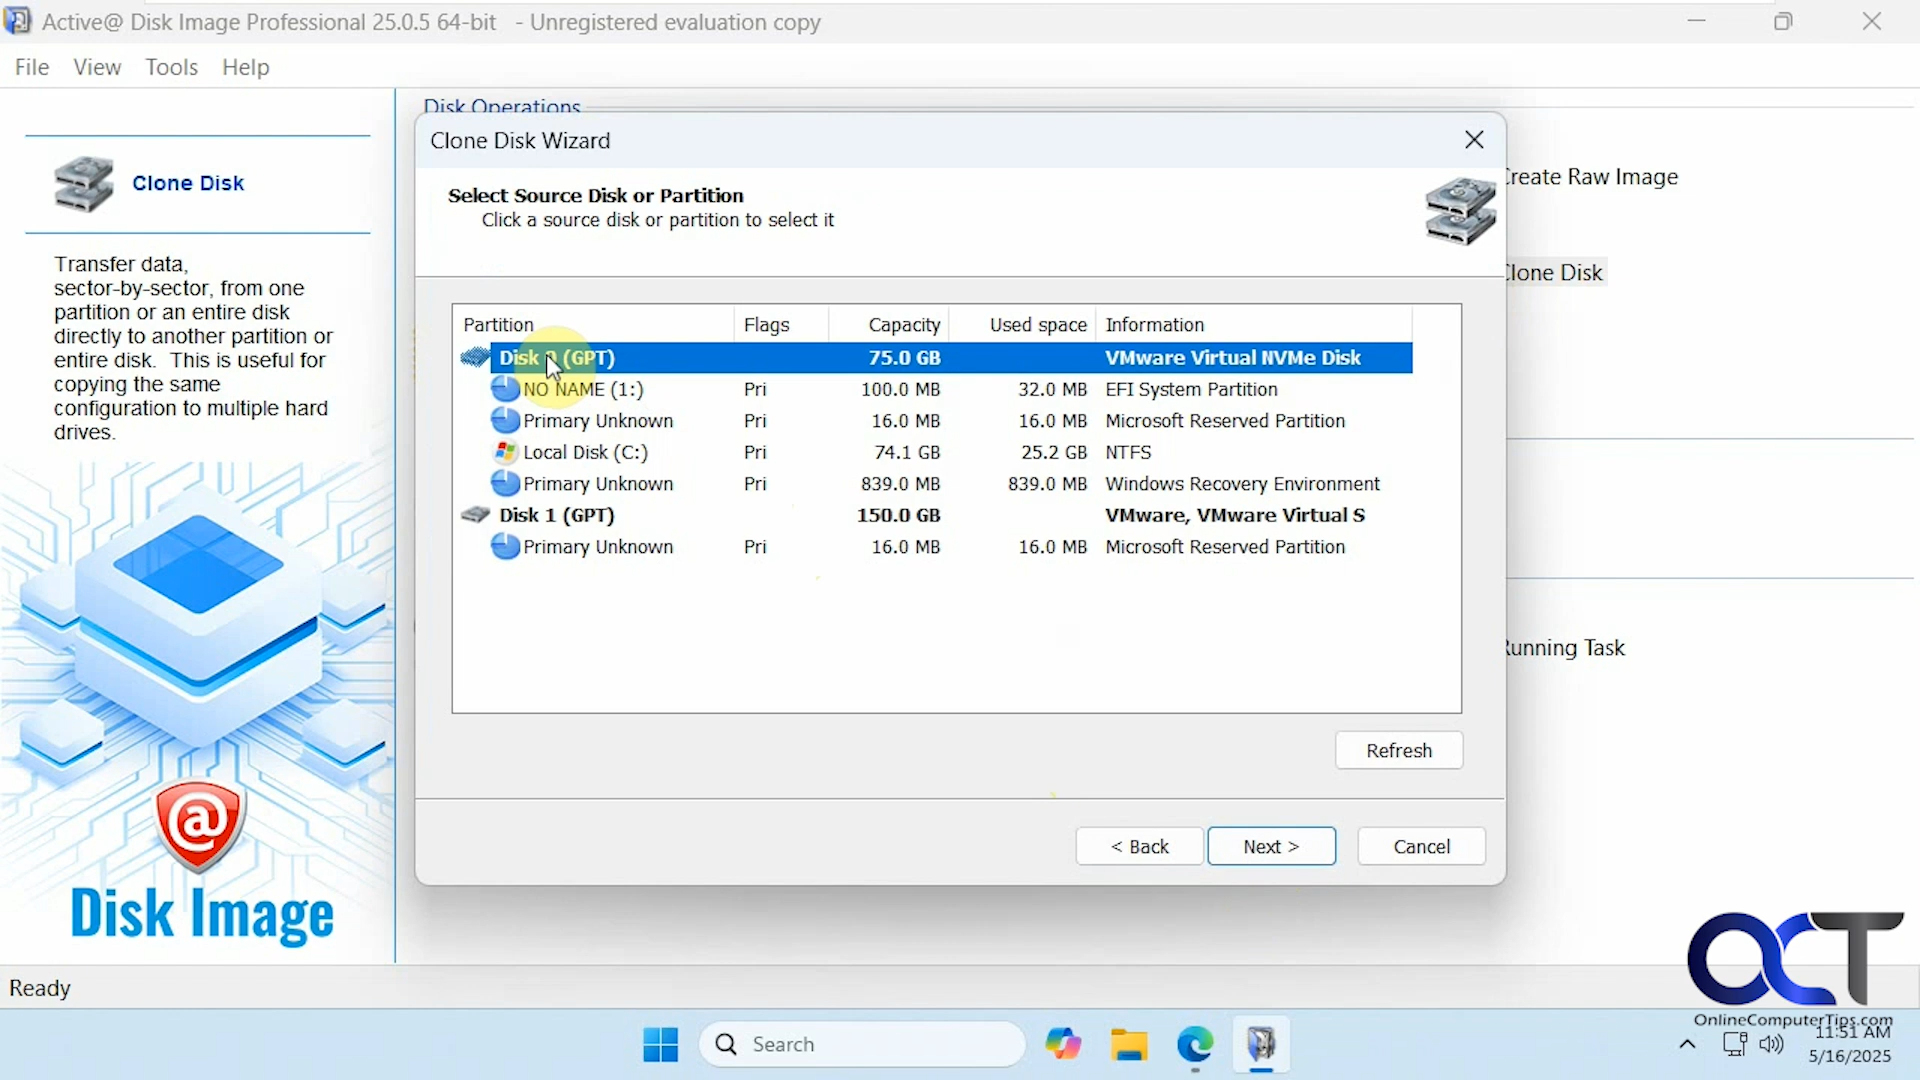 Active@ Disk Image Professional 25.0.5 64-bit - Unregistered evaluation copy
File View Tools Help
Disk Operations
Clone Disk
Transfer data,
sector-by-sector, from one
partition or an entire disk
directly to another partition or
entire disk. This is useful for
copying the same
configuration to multiple hard
drives.
@
Disk Image
Clone Disk Wizard
Select Source Disk or Partition
Click a source disk or partition to select it
Partition Flags Capacity Used space Information
Disk 0 (GPT) 75.0 GB VMware Virtual NVMe Disk
NO NAME (1:) Pri 100.0 MB 32.0 MB EFI System Partition
Primary Unknown Pri 16.0 MB 16.0 MB Microsoft Reserved Partition
Local Disk (C:) Pri 74.1 GB 25.2 GB NTFS
Primary Unknown Pri 839.0 MB 839.0 MB Windows Recovery Environment
Disk 1 (GPT) 150.0 GB VMware, VMware Virtual S
Primary Unknown Pri 16.0 MB 16.0 MB Microsoft Reserved Partition
Refresh
< Back Next > Cancel
Create Raw Image
Clone Disk
Running Task
Ready
OCT
OnlineComputerTips.com
Search
11:51 AM
5/16/2025